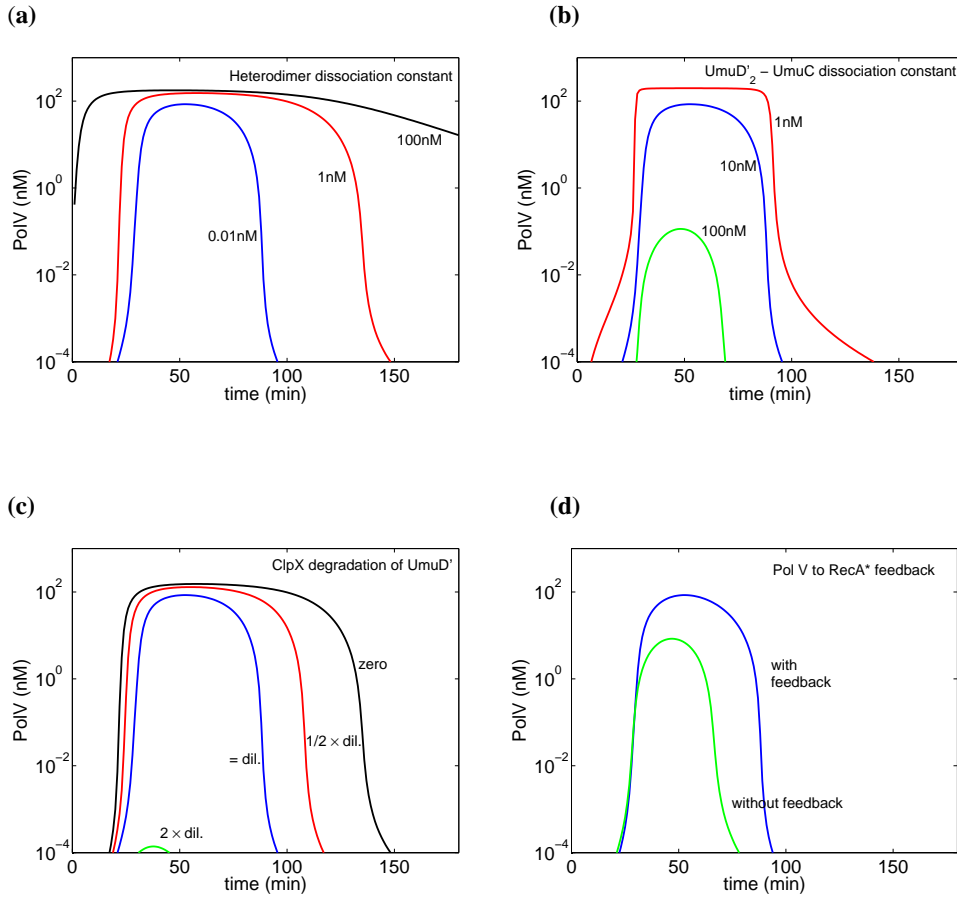 (a)
Heterodimer dissociation constant
100nM
1nM
0.01nM
10^2
10^0
10^-2
10^-4
PolV (nM)
0 50 100 150
time (min)
(b)
UmuD'2 – UmuC dissociation constant
1nM
10nM
100nM
10^2
10^0
10^-2
10^-4
PolV (nM)
0 50 100 150
time (min)
(c)
ClpX degradation of UmuD'
zero
1/2 × dil.
= dil.
2 × dil.
10^2
10^0
10^-2
10^-4
PolV (nM)
0 50 100 150
time (min)
(d)
Pol V to RecA* feedback
with
feedback
without feedback
10^2
10^0
10^-2
10^-4
PolV (nM)
0 50 100 150
time (min)